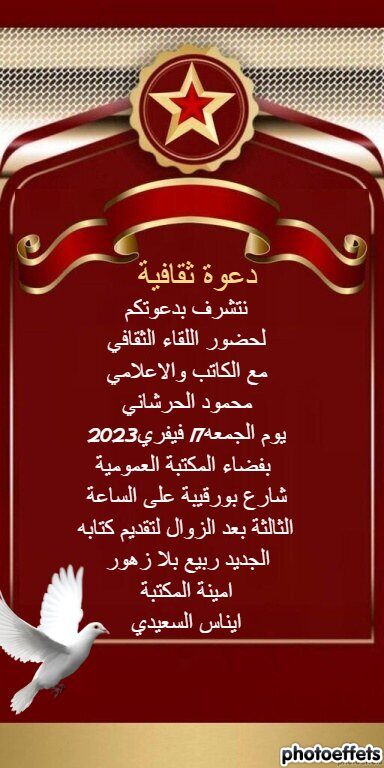 دعوة ثقافية
نتشرف بدعوتكم
لحضور اللقاء الثقافي
مع الكاتب والاعلامي
محمود الحرشاني
يوم الجمعه17 فيفري2023
بفضاء المكتبة العمومية
شارع بورقيبة على الساعة
الثالثة بعد الزوال لتقديم كتابه
الجديد ربيع بلا زهور
امينة المكتبة
ايناس السعيدي
photoeffets